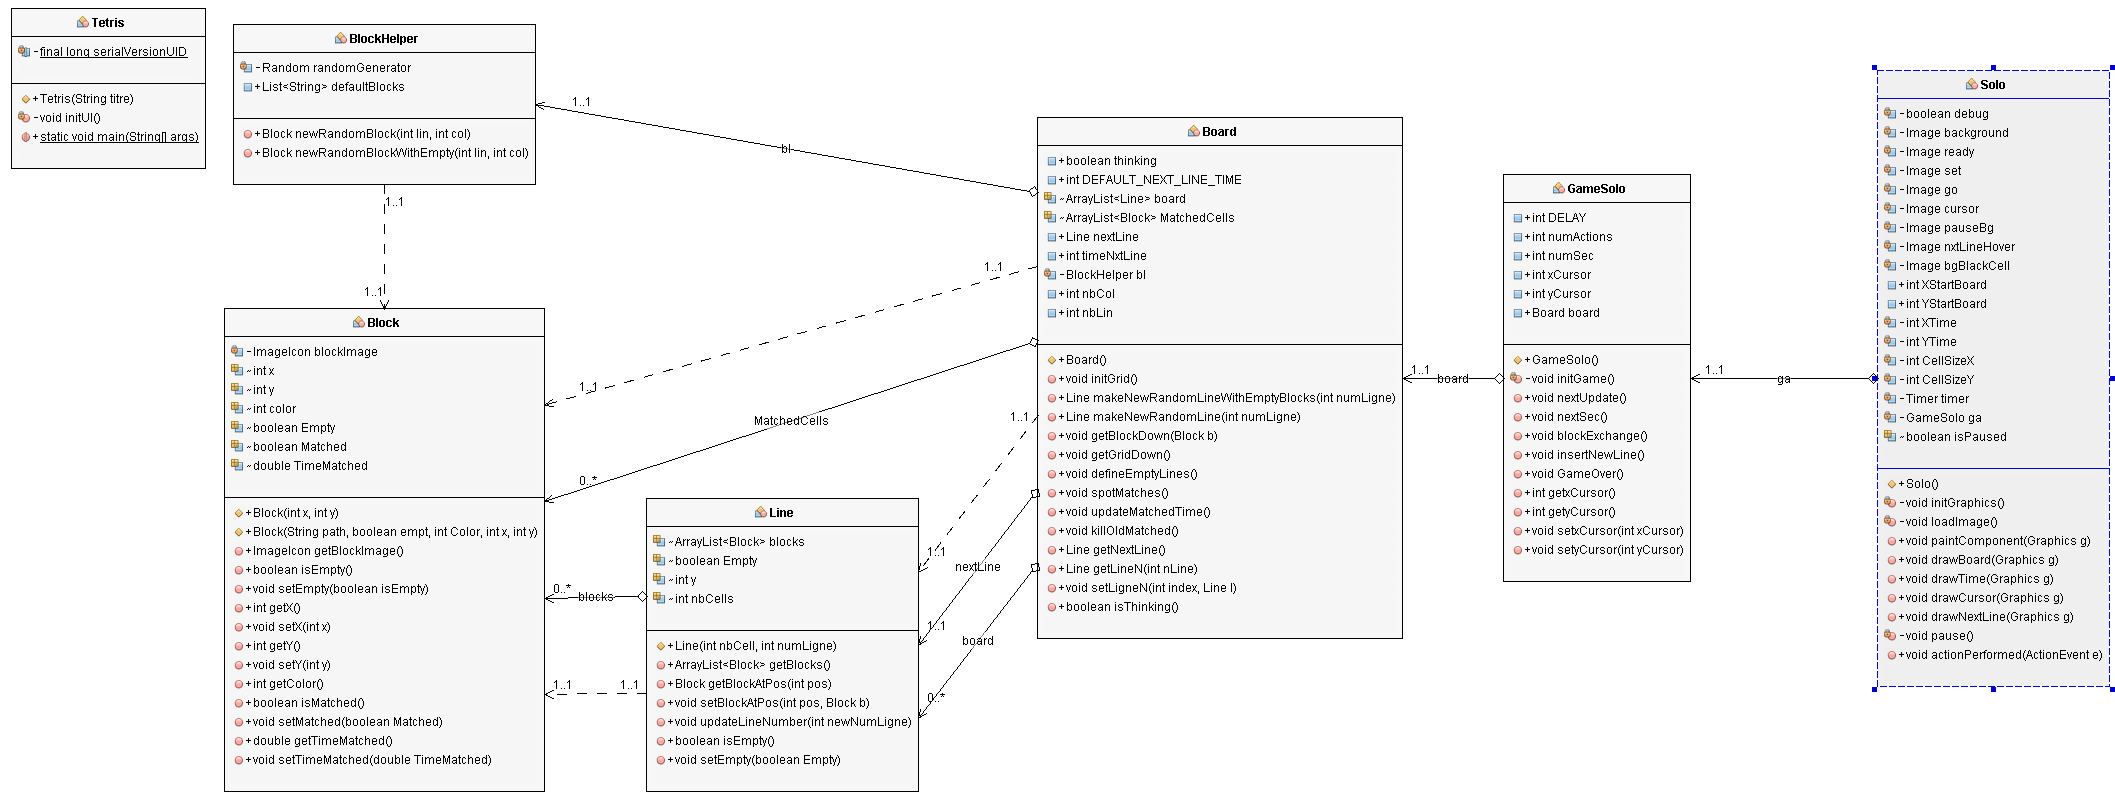 Tetris
-final long serialVersionUID
+Tetris(String titre)
-void initUI()
+static void main(String[] args)
BlockHelper
-Random randomGenerator
+List<String> defaultBlocks
+Block newRandomBlock(int lin, int col)
+Block newRandomBlockWithEmpty(int lin, int col)
1..1
bl
1..1
1..1
Block
-ImageIcon blockImage
~int x
~int y
~int color
~boolean Empty
~boolean Matched
~double TimeMatched
+Block(int x, int y)
+Block(String path, boolean empt, int Color, int x, int y)
+ImageIcon getBlockImage()
+boolean isEmpty()
+void setEmpty(boolean isEmpty)
+int getX()
+void setX(int x)
+int getY()
+void setY(int y)
+int getColor()
+boolean isMatched()
+void setMatched(boolean Matched)
+double getTimeMatched()
+void setTimeMatched(double TimeMatched)
1..1
1..1
MatchedCells
0..*
0..*
blocks
1..1
1..1
Line
~ArrayList<Block> blocks
~boolean Empty
~int y
~int nbCells
+Line(int nbCell, int numLigne)
+ArrayList<Block> getBlocks()
+Block getBlockAtPos(int pos)
+void setBlockAtPos(int pos, Block b)
+void updateLineNumber(int newNumLigne)
+boolean isEmpty()
+void setEmpty(boolean Empty)
1..1
1..1
nextLine
1..1
board
0..*
Board
+boolean thinking
+int DEFAULT_NEXT_LINE_TIME
~ArrayList<Line> board
~ArrayList<Block> MatchedCells
+Line nextLine
+int timeNxtLine
-BlockHelper bl
+int nbCol
+int nbLin
+Board()
+void initGrid()
+Line makeNewRandomLineWithEmptyBlocks(int numLigne)
+Line makeNewRandomLine(int numLigne)
+void getBlockDown(Block b)
+void getGridDown()
+void defineEmptyLines()
+void spotMatches()
+void updateMatchedTime()
+void killOldMatched()
+Line getNextLine()
+Line getLineN(int nLine)
+void setLigneN(int index, Line l)
+boolean isThinking()
1..1
board
GameSolo
+int DELAY
+int numActions
+int numSec
+int xCursor
+int yCursor
+Board board
+GameSolo()
-void initGame()
+void nextUpdate()
+void nextSec()
+void blockExchange()
+void insertNewLine()
+void GameOver()
+int getxCursor()
+int getyCursor()
+void setxCursor(int xCursor)
+void setyCursor(int yCursor)
1..1
ga
Solo
-boolean debug
-Image background
-Image ready
-Image set
-Image go
-Image cursor
-Image pauseBg
-Image nxtLineHover
-Image bgBlackCell
+int XStartBoard
+int YStartBoard
-int XTime
-int YTime
-int CellSizeX
-int CellSizeY
-Timer timer
-GameSolo ga
~boolean isPaused
+Solo()
-void initGraphics()
-void loadImage()
+void paintComponent(Graphics g)
+void drawBoard(Graphics g)
+void drawTime(Graphics g)
+void drawCursor(Graphics g)
+void drawNextLine(Graphics g)
-void pause()
+void actionPerformed(ActionEvent e)